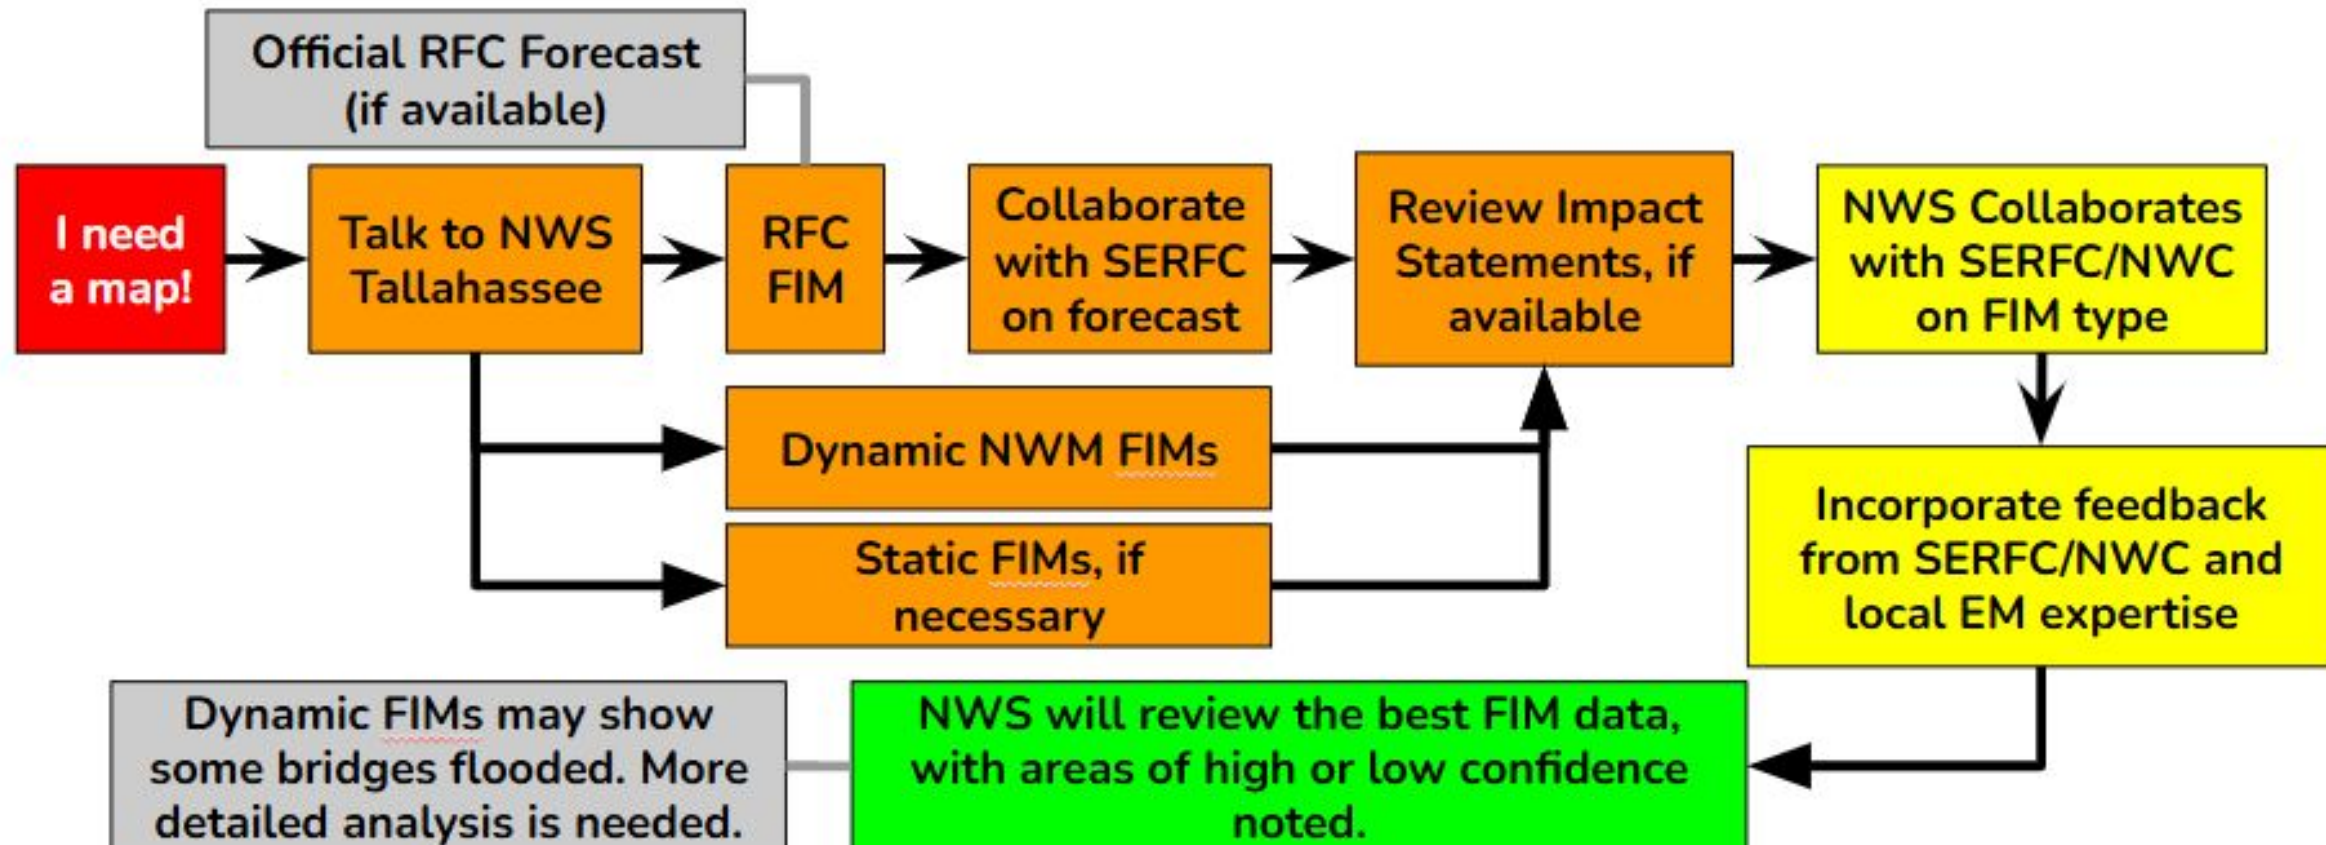 Official RFC Forecast
(if available)
I need
a map!
Talk to NWS
Tallahassee
RFC
FIM
Collaborate
with SERFC
on forecast
Review Impact
Statements, if
available
NWS Collaborates
with SERFC/NWC
on FIM type
Dynamic NWM FIMs
Static FIMs, if
necessary
Incorporate feedback
from SERFC/NWC and
local EM expertise
NWS will review the best FIM data,
with areas of high or low confidence
noted.
Dynamic FIMs may show
some bridges flooded. More
detailed analysis is needed.